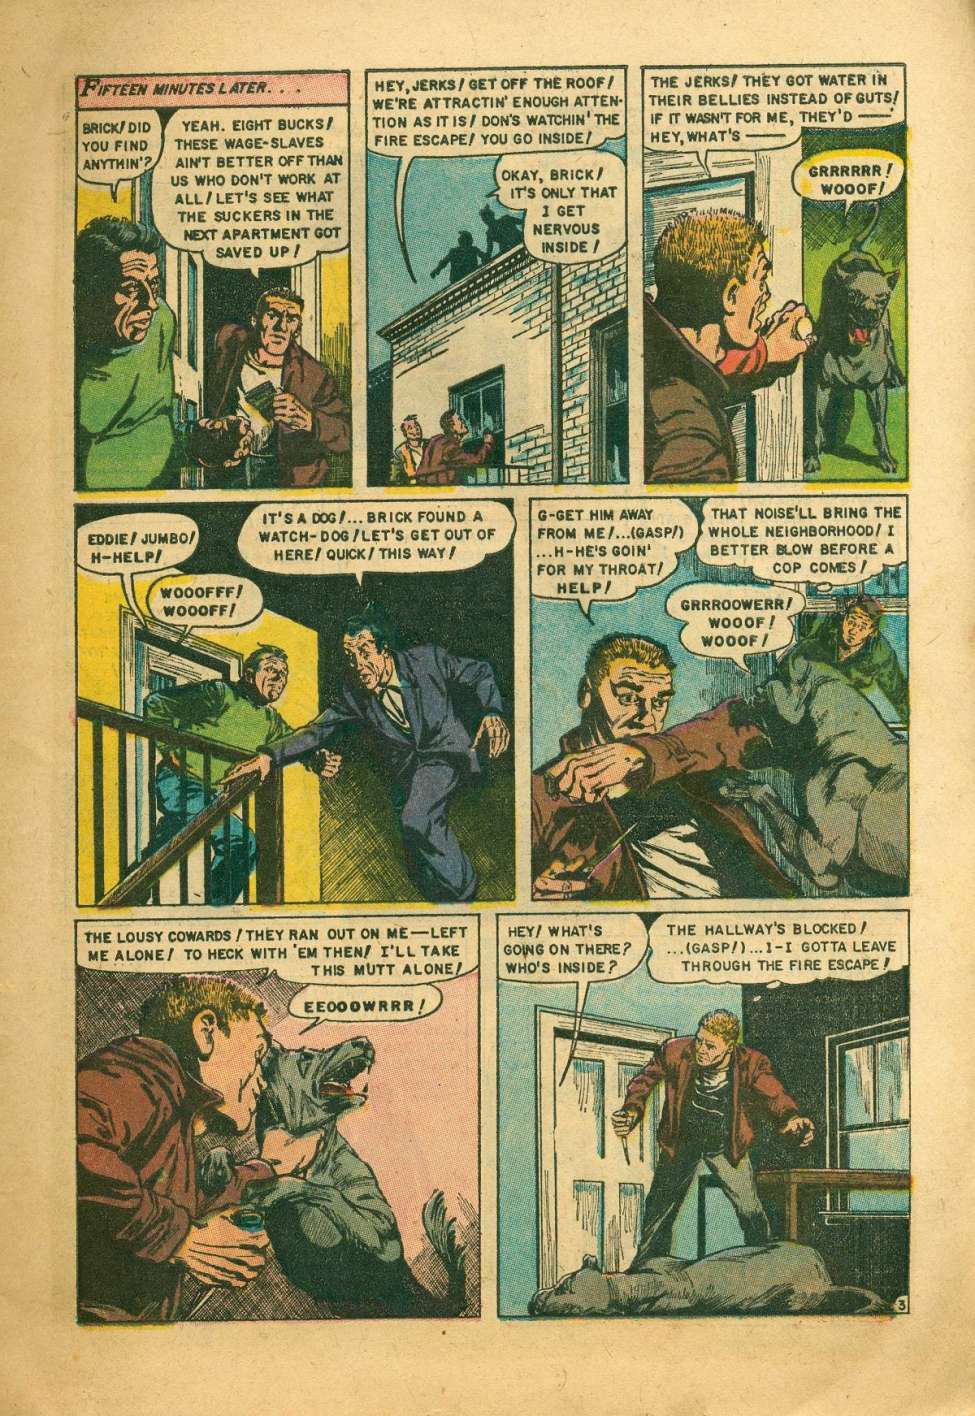 FIFTEEN MINUTES LATER...
BRICK! DID
YOU FIND
ANYTHIN'?
YEAH. EIGHT BUCKS!
THESE WAGE-SLAVES
AIN'T BETTER OFF THAN
US WHO DON'T WORK AT
ALL! LET'S SEE WHAT
THE SUCKERS IN THE
NEXT APARTMENT GOT
SAVED UP!
HEY, JERKS! GET OFF THE ROOF!
WE'RE ATTRACTIN' ENOUGH ATTEN-
TION AS IT IS! DON'S WATCHIN' THE
FIRE ESCAPE! YOU GO INSIDE!
OKAY, BRICK!
IT'S ONLY THAT
I GET
NERVOUS
INSIDE!
THE JERKS! THEY GOT WATER IN
THEIR BELLIES INSTEAD OF GUTS!
IF IT WASN'T FOR ME, THEY'D —
HEY, WHAT'S —
GRRRRRR!
WOOOF!
EDDIE! JUMBO!
H-HELP!
WOOOFFF!
WOOOFF!
IT'S A DOG!... BRICK FOUND A
WATCH-DOG! LET'S GET OUT OF
HERE! QUICK! THIS WAY!
G-GET HIM AWAY
FROM ME!...(GASP!)
...H-HE'S GOIN'
FOR MY THROAT!
HELP!
GRRROOWERR!
WOOOF!
WOOOF!
THAT NOISE'LL BRING THE
WHOLE NEIGHBORHOOD! I
BETTER BLOW BEFORE A
COP COMES!
THE LOUSY COWARDS! THEY RAN OUT ON ME—LEFT
ME ALONE! TO HECK WITH 'EM THEN! I'LL TAKE
THIS MUTT ALONE!
EEOOOWRRR!
HEY! WHAT'S
GOING ON THERE?
WHO'S INSIDE?
THE HALLWAY'S BLOCKED!
...(GASP!)...I-I GOTTA LEAVE
THROUGH THE FIRE ESCAPE!
3